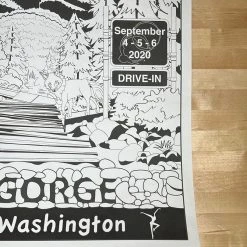 September
4 - 5 - 6
2020
DRIVE-IN
GORGE
Washington